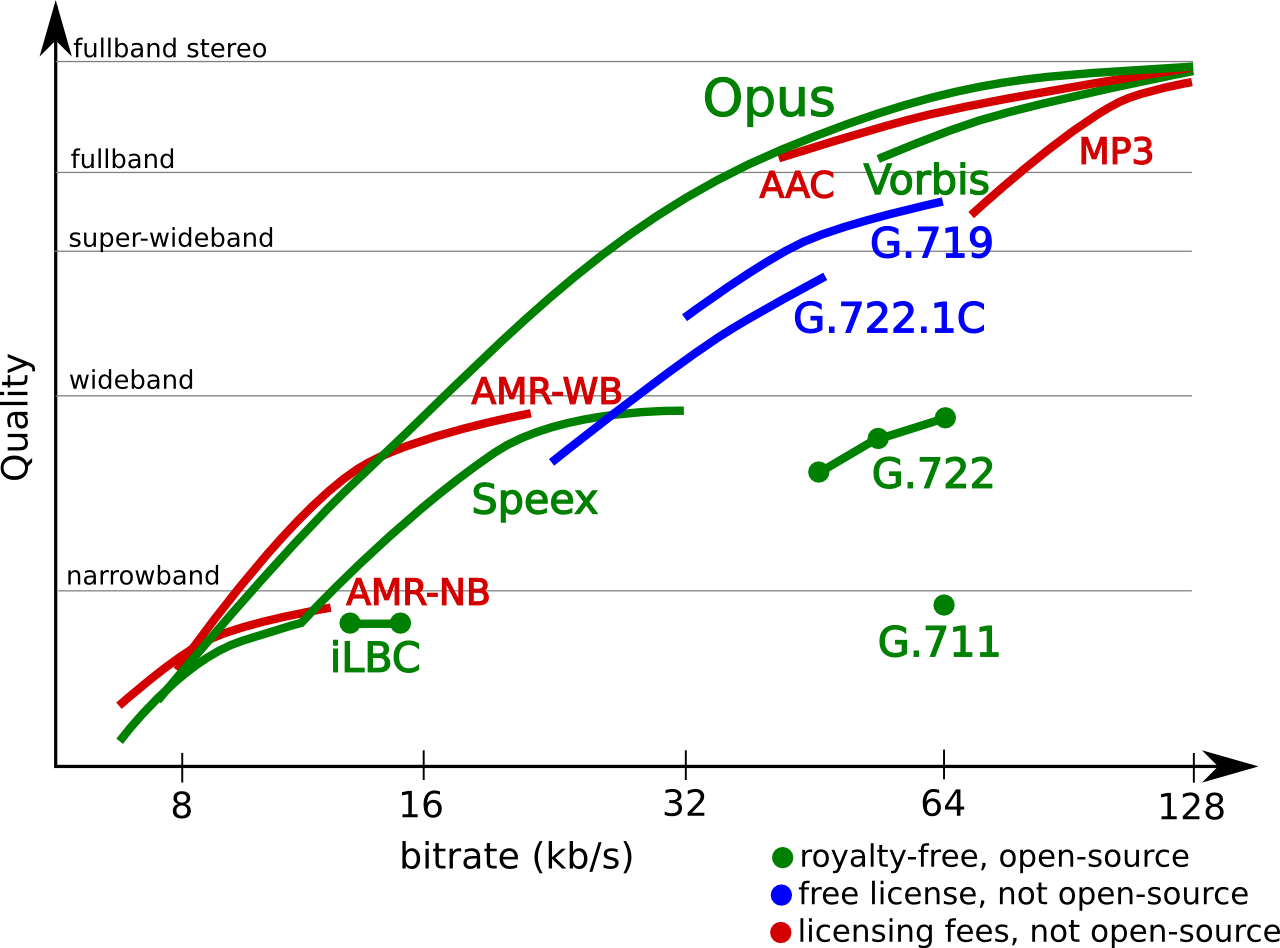 fullband stereo
Opus
fullband
MP3
AAC
Vorbis
super-wideband
G.719
G.722.1C
wideband
AMR-WB
Quality
G.722
Speex
narrowband
AMR-NB
iLBC
G.711
8 16 32 64 128
bitrate (kb/s)
royalty-free, open-source
free license, not open-source
licensing fees, not open-source